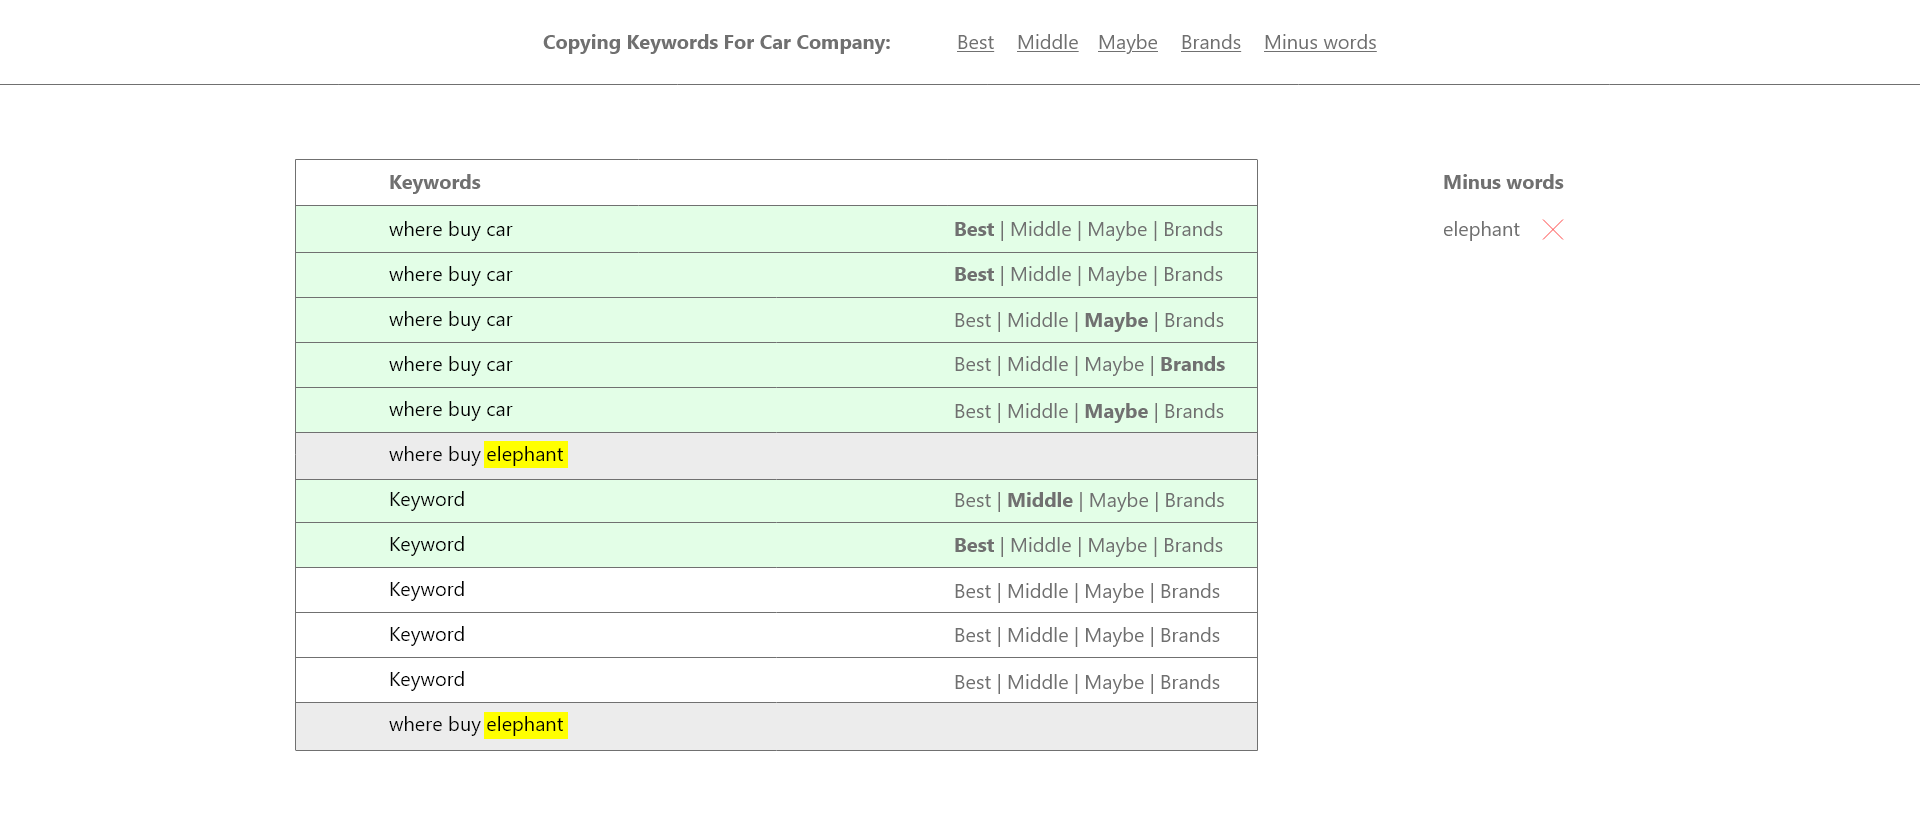 Copying Keywords For Car Company: Best Middle Maybe Brands Minus words
Keywords
where buy car Best | Middle | Maybe | Brands
where buy car Best | Middle | Maybe | Brands
where buy car Best | Middle | Maybe | Brands
where buy car Best | Middle | Maybe | Brands
where buy car Best | Middle | Maybe | Brands
where buy elephant
Keyword Best | Middle | Maybe | Brands
Keyword Best | Middle | Maybe | Brands
Keyword Best | Middle | Maybe | Brands
Keyword Best | Middle | Maybe | Brands
Keyword Best | Middle | Maybe | Brands
where buy elephant
Minus words
elephant